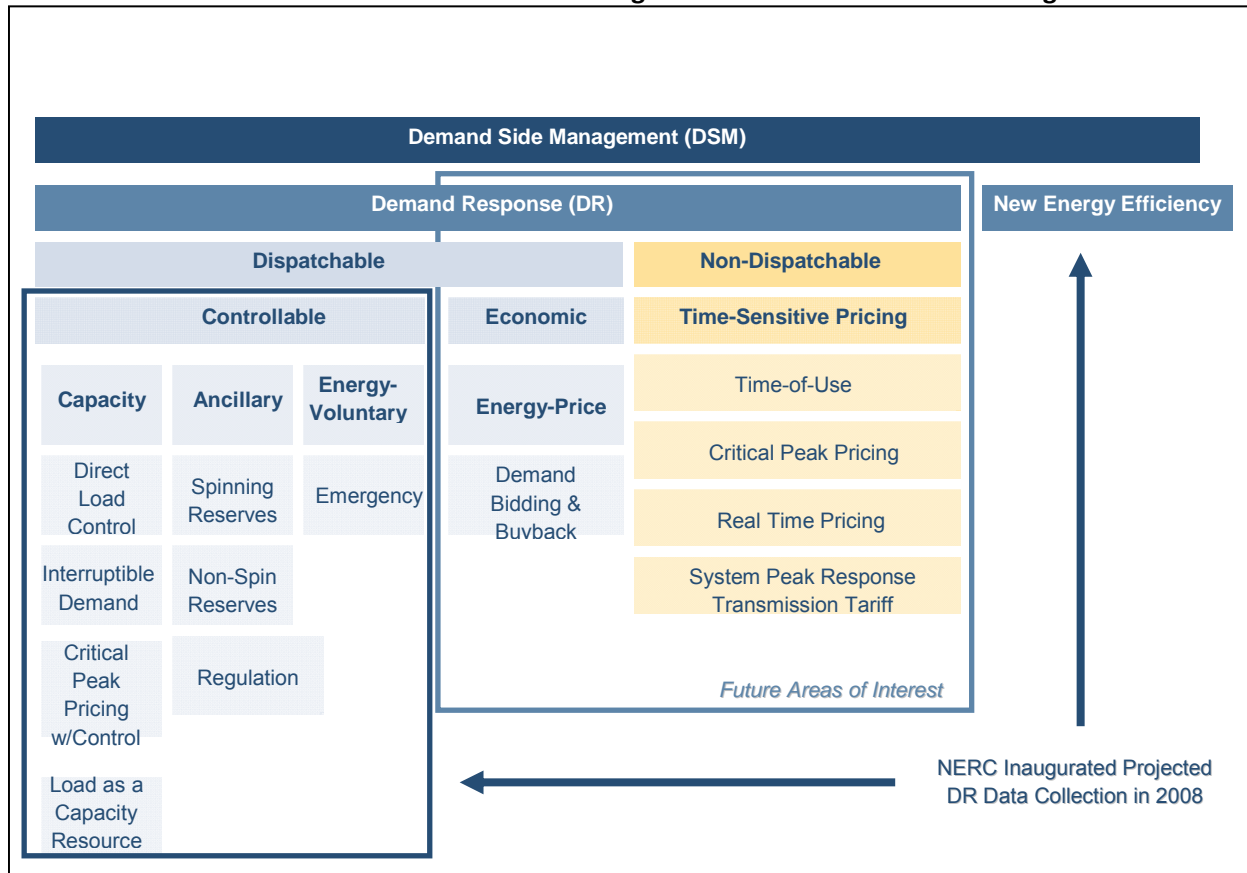 Demand Side Management (DSM)
Demand Response (DR)
New Energy Efficiency
Dispatchable
Non-Dispatchable
Controllable
Economic
Time-Sensitive Pricing
Capacity
Ancillary
Energy-
Voluntary
Energy-Price
Time-of-Use
Critical Peak Pricing
Direct
Load
Control
Spinning
Reserves
Emergency
Demand
Bidding &
Buyback
Real Time Pricing
Interruptible
Demand
Non-Spin
Reserves
System Peak Response
Transmission Tariff
Critical
Peak
Pricing
w/Control
Regulation
Future Areas of Interest
Load as a
Capacity
Resource
NERC Inaugurated Projected
DR Data Collection in 2008